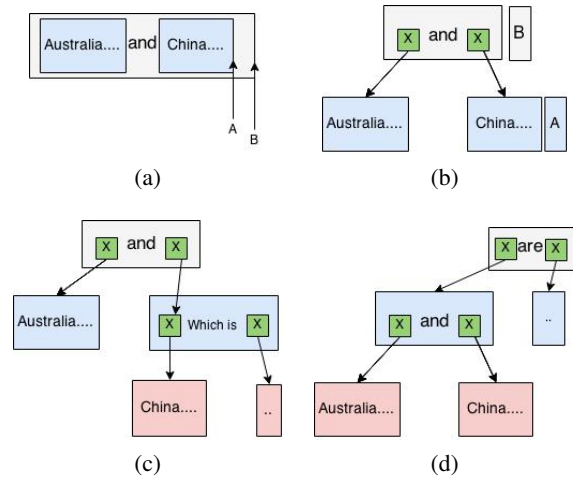 Australia.... and China....
A
B
(a)
X and X B
Australia.... China.... A
(b)
X and X
Australia.... X Which is X
China.... ..
(c)
X are X
X and X ..
Australia.... China....
(d)